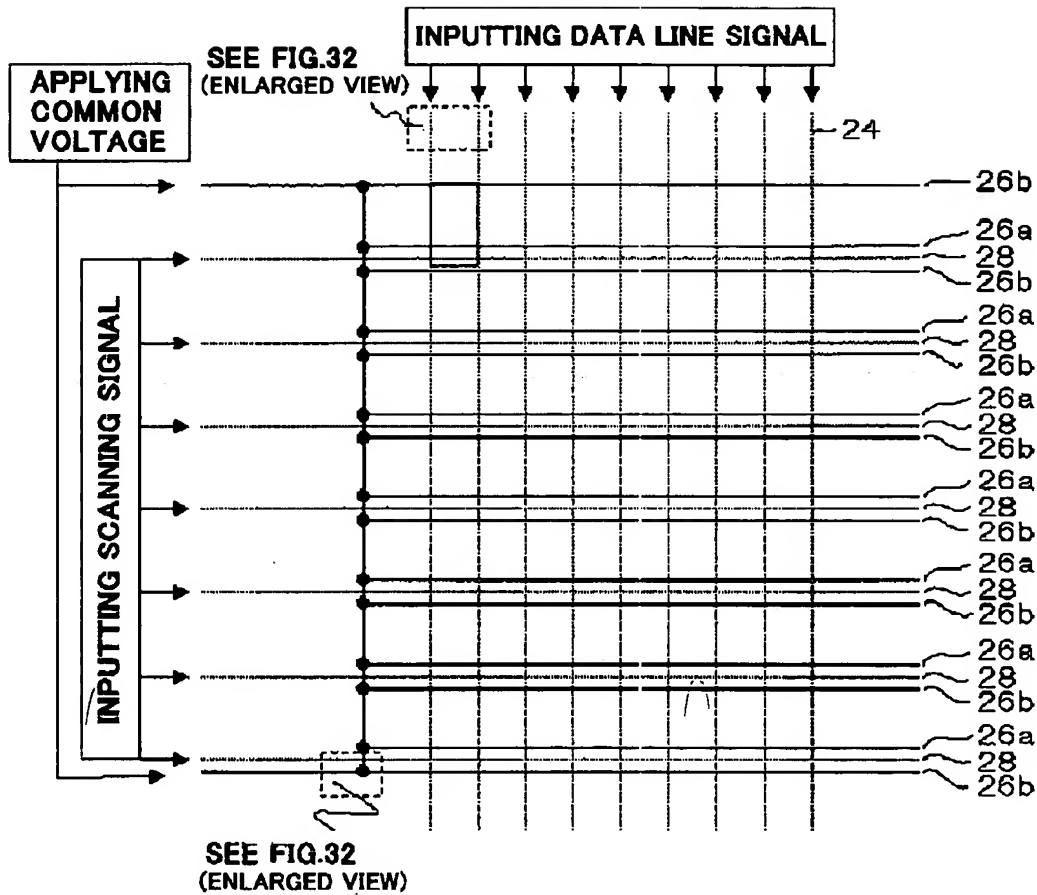 INPUTTING DATA LINE SIGNAL
SEE FIG.32
(ENLARGED VIEW)
APPLYING
COMMON
VOLTAGE
24
26b
26a
28
26b
26a
28
26b
26a
28
26b
26a
28
26b
26a
28
26b
26a
28
26b
26a
28
26b
INPUTTING SCANNING SIGNAL
SEE FIG.32
(ENLARGED VIEW)